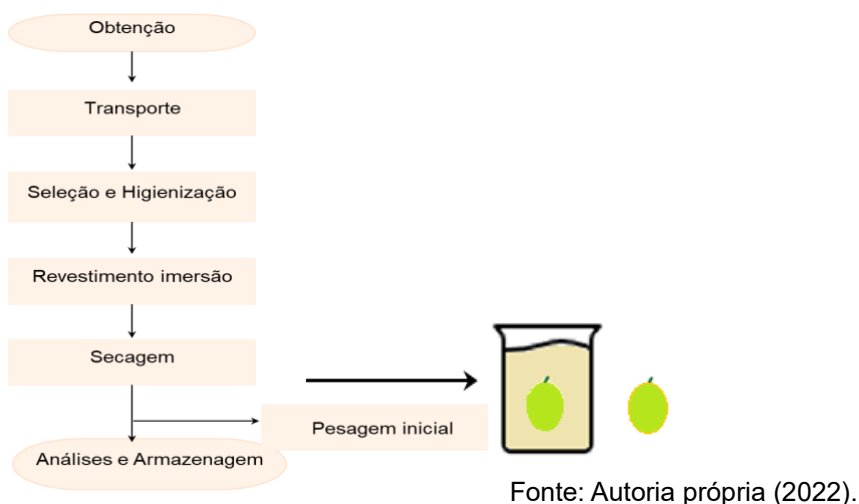 Obtenção
Transporte
Seleção e Higienização
Revestimento imersão
Secagem
Pesagem inicial
Análises e Armazenagem
Fonte: Autoria própria (2022).